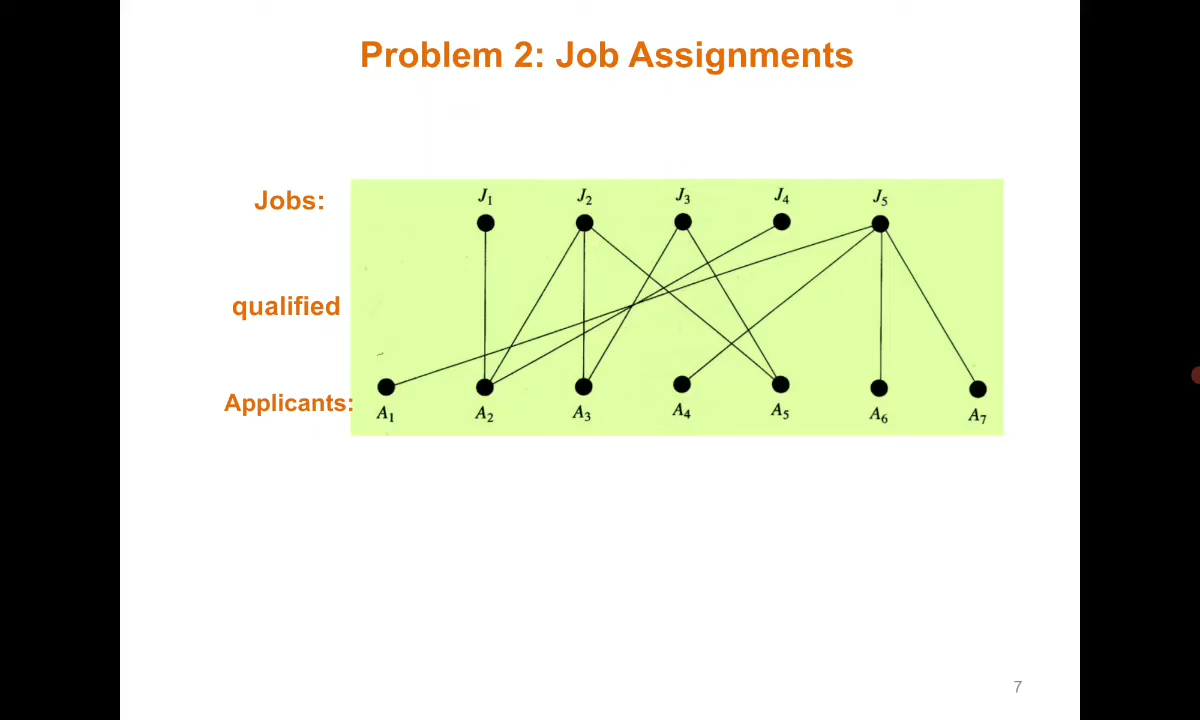 Problem 2: Job Assignments
Jobs:
J1 J2 J3 J4 J5
qualified
Applicants:
A1 A2 A3 A4 A5 A6 A7
7